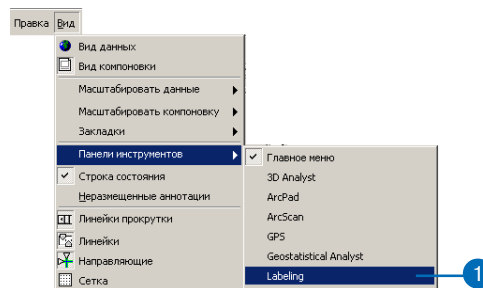 Правка Вид
Вид данных
Вид компоновки
Масштабировать данные
Масштабировать компоновку
Закладки
Панели инструментов
Строка состояния
Неразмещенные аннотации
Линейки прокрутки
Линейки
Направляющие
Сетка
Главное меню
3D Analyst
ArcPad
ArcScan
GPS
Geostatistical Analyst
Labeling
1